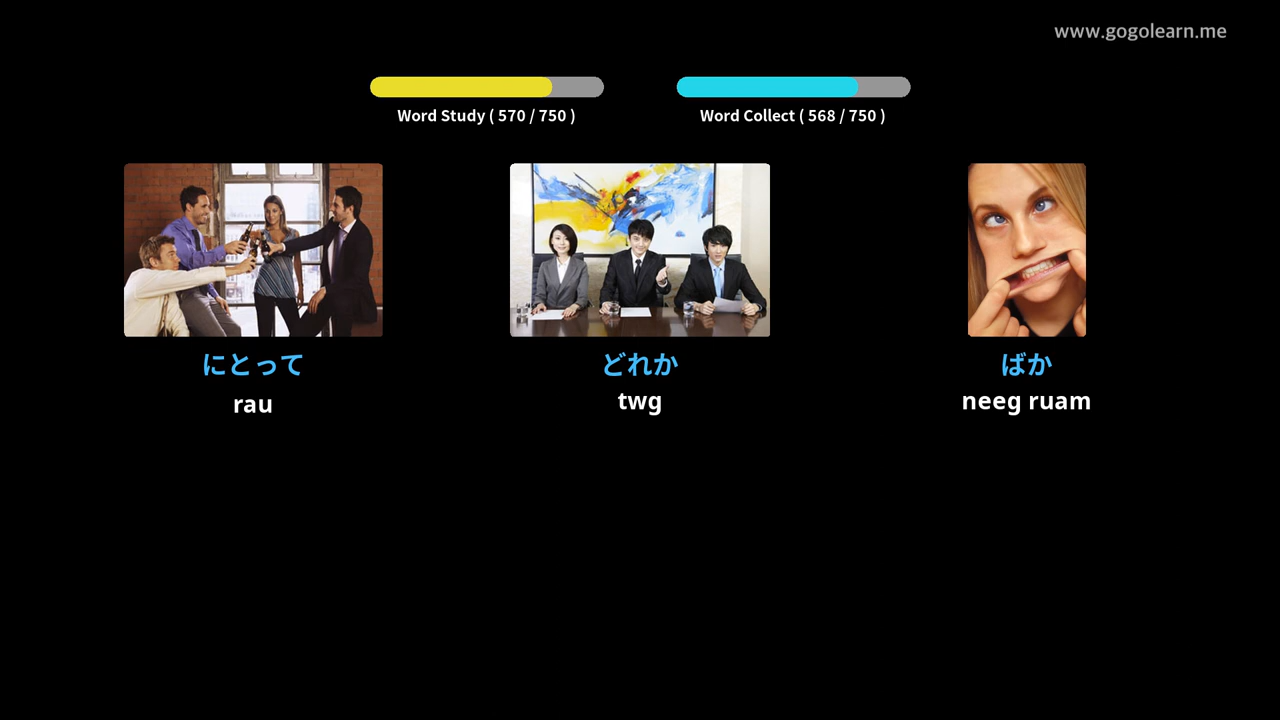 www.gogolearn.me
Word Study ( 570 / 750 )
Word Collect ( 568 / 750 )
にとって
rau
どれか
twg
ばか
neeg ruam